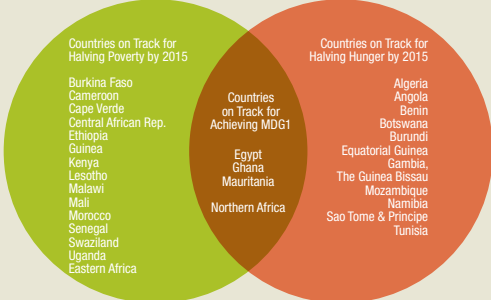 Countries on Track for
Halving Poverty by 2015
Burkina Faso
Cameroon
Cape Verde
Central African Rep.
Ethiopia
Guinea
Kenya
Lesotho
Malawi
Mali
Morocco
Senegal
Swaziland
Uganda
Eastern Africa
Countries
on Track for
Achieving MDG1
Egypt
Ghana
Mauritania
Northern Africa
Countries on Track for
Halving Hunger by 2015
Algeria
Angola
Benin
Botswana
Burundi
Equatorial Guinea
Gambia,
The Guinea Bissau
Mozambique
Namibia
Sao Tome & Principe
Tunisia